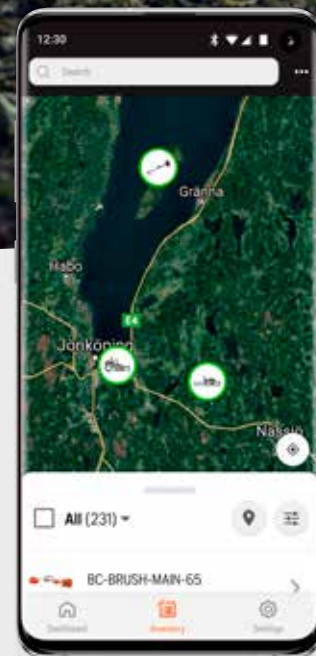 12:30
Search
Gränna
Habo
E4
Jönköping
Nässjö
All (231)
BC-BRUSH-MAIN-65
Dashboard
Inventory
Settings